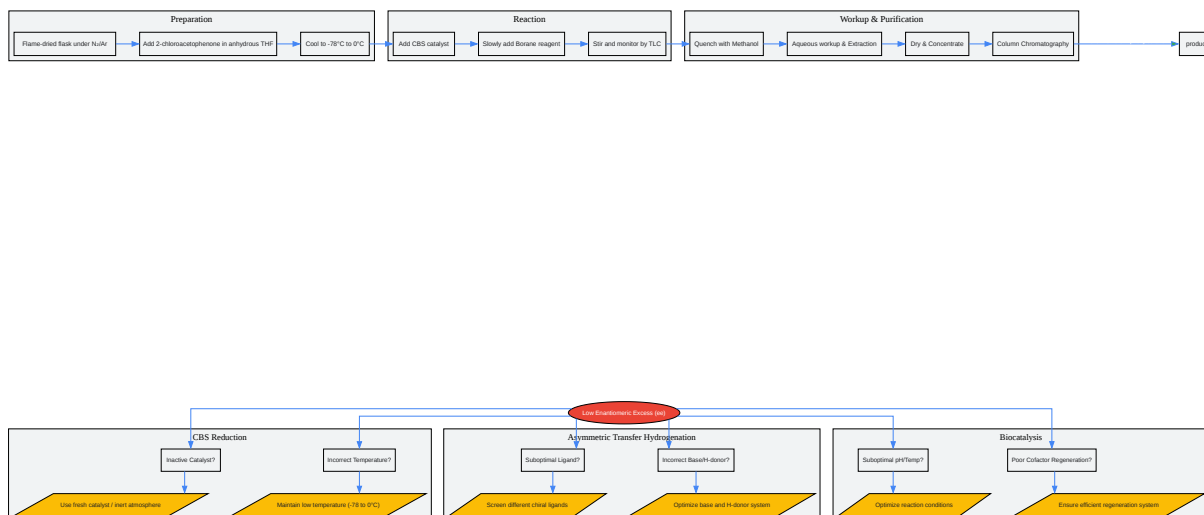 Preparation
Reaction
Workup & Purification
Flame-dried flask under N₂/Ar
Add 2-chloroacetophenone in anhydrous THF
Cool to -78°C to 0°C
Add CBS catalyst
Slowly add Borane reagent
Stir and monitor by TLC
Quench with Methanol
Aqueous workup & Extraction
Dry & Concentrate
Column Chromatography
produc
Low Enantiomeric Excess (ee)
CBS Reduction
Asymmetric Transfer Hydrogenation
Biocatalysis
Inactive Catalyst?
Incorrect Temperature?
Suboptimal Ligand?
Incorrect Base/H-donor?
Suboptimal pH/Temp?
Poor Cofactor Regeneration?
Use fresh catalyst / inert atmosphere
Maintain low temperature (-78 to 0°C)
Screen different chiral ligands
Optimize base and H-donor system
Optimize reaction conditions
Ensure efficient regeneration system